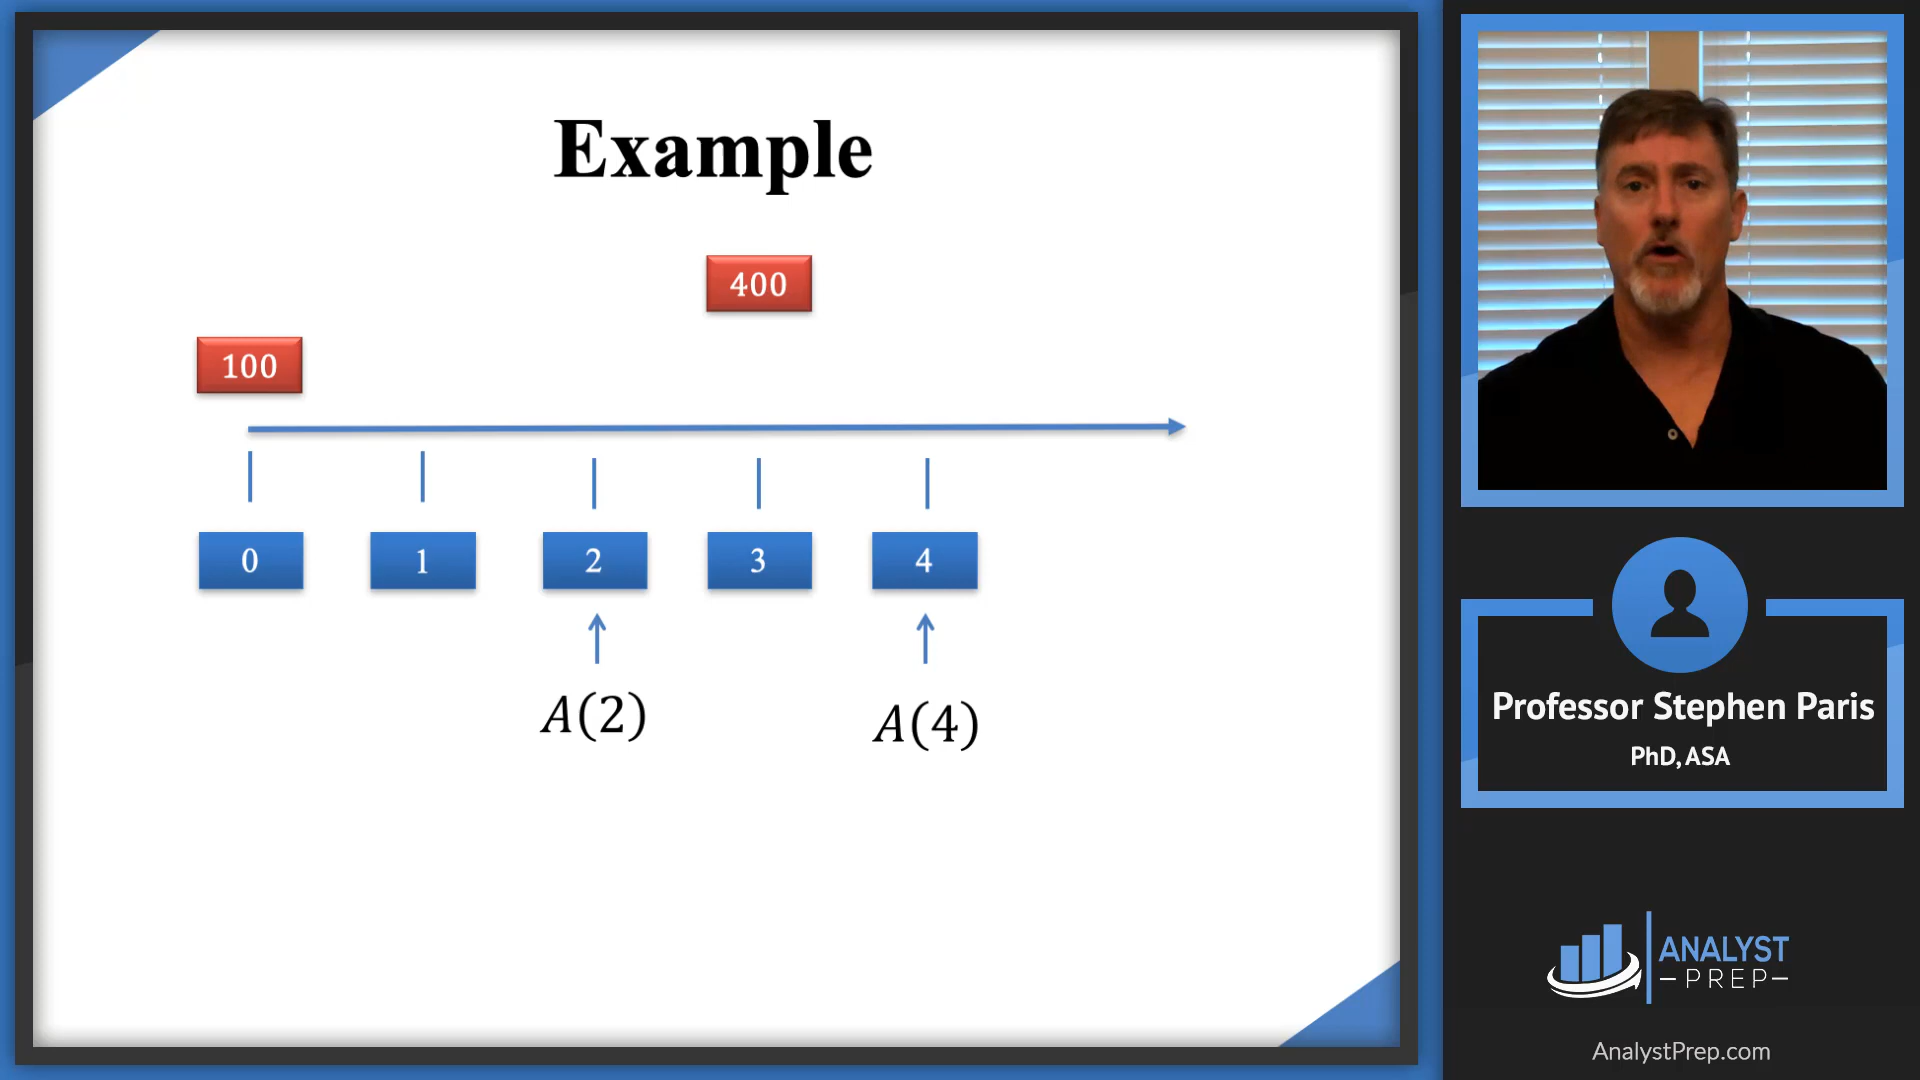 Example
400
100
0 1 2 3 4
A(2) A(4)
Professor Stephen Paris
PhD, ASA
ANALYST
PREP
AnalystPrep.com